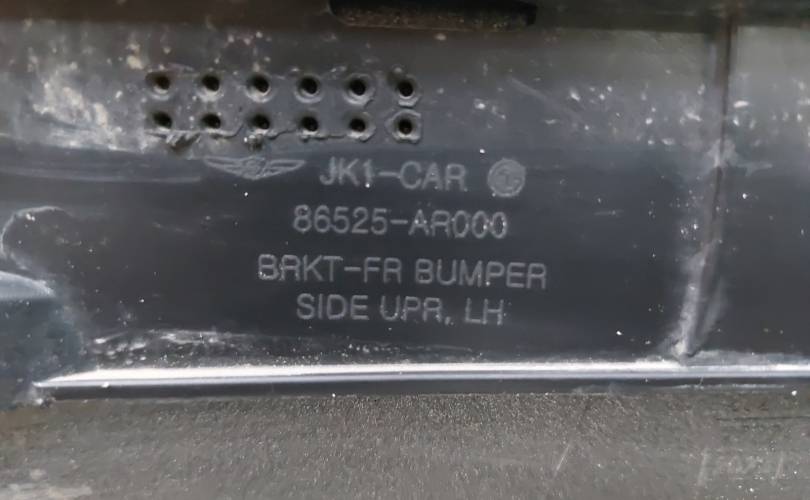 JK1-CAR
86525-AR000
BRKT-FR BUMPER
SIDE UPR, LH